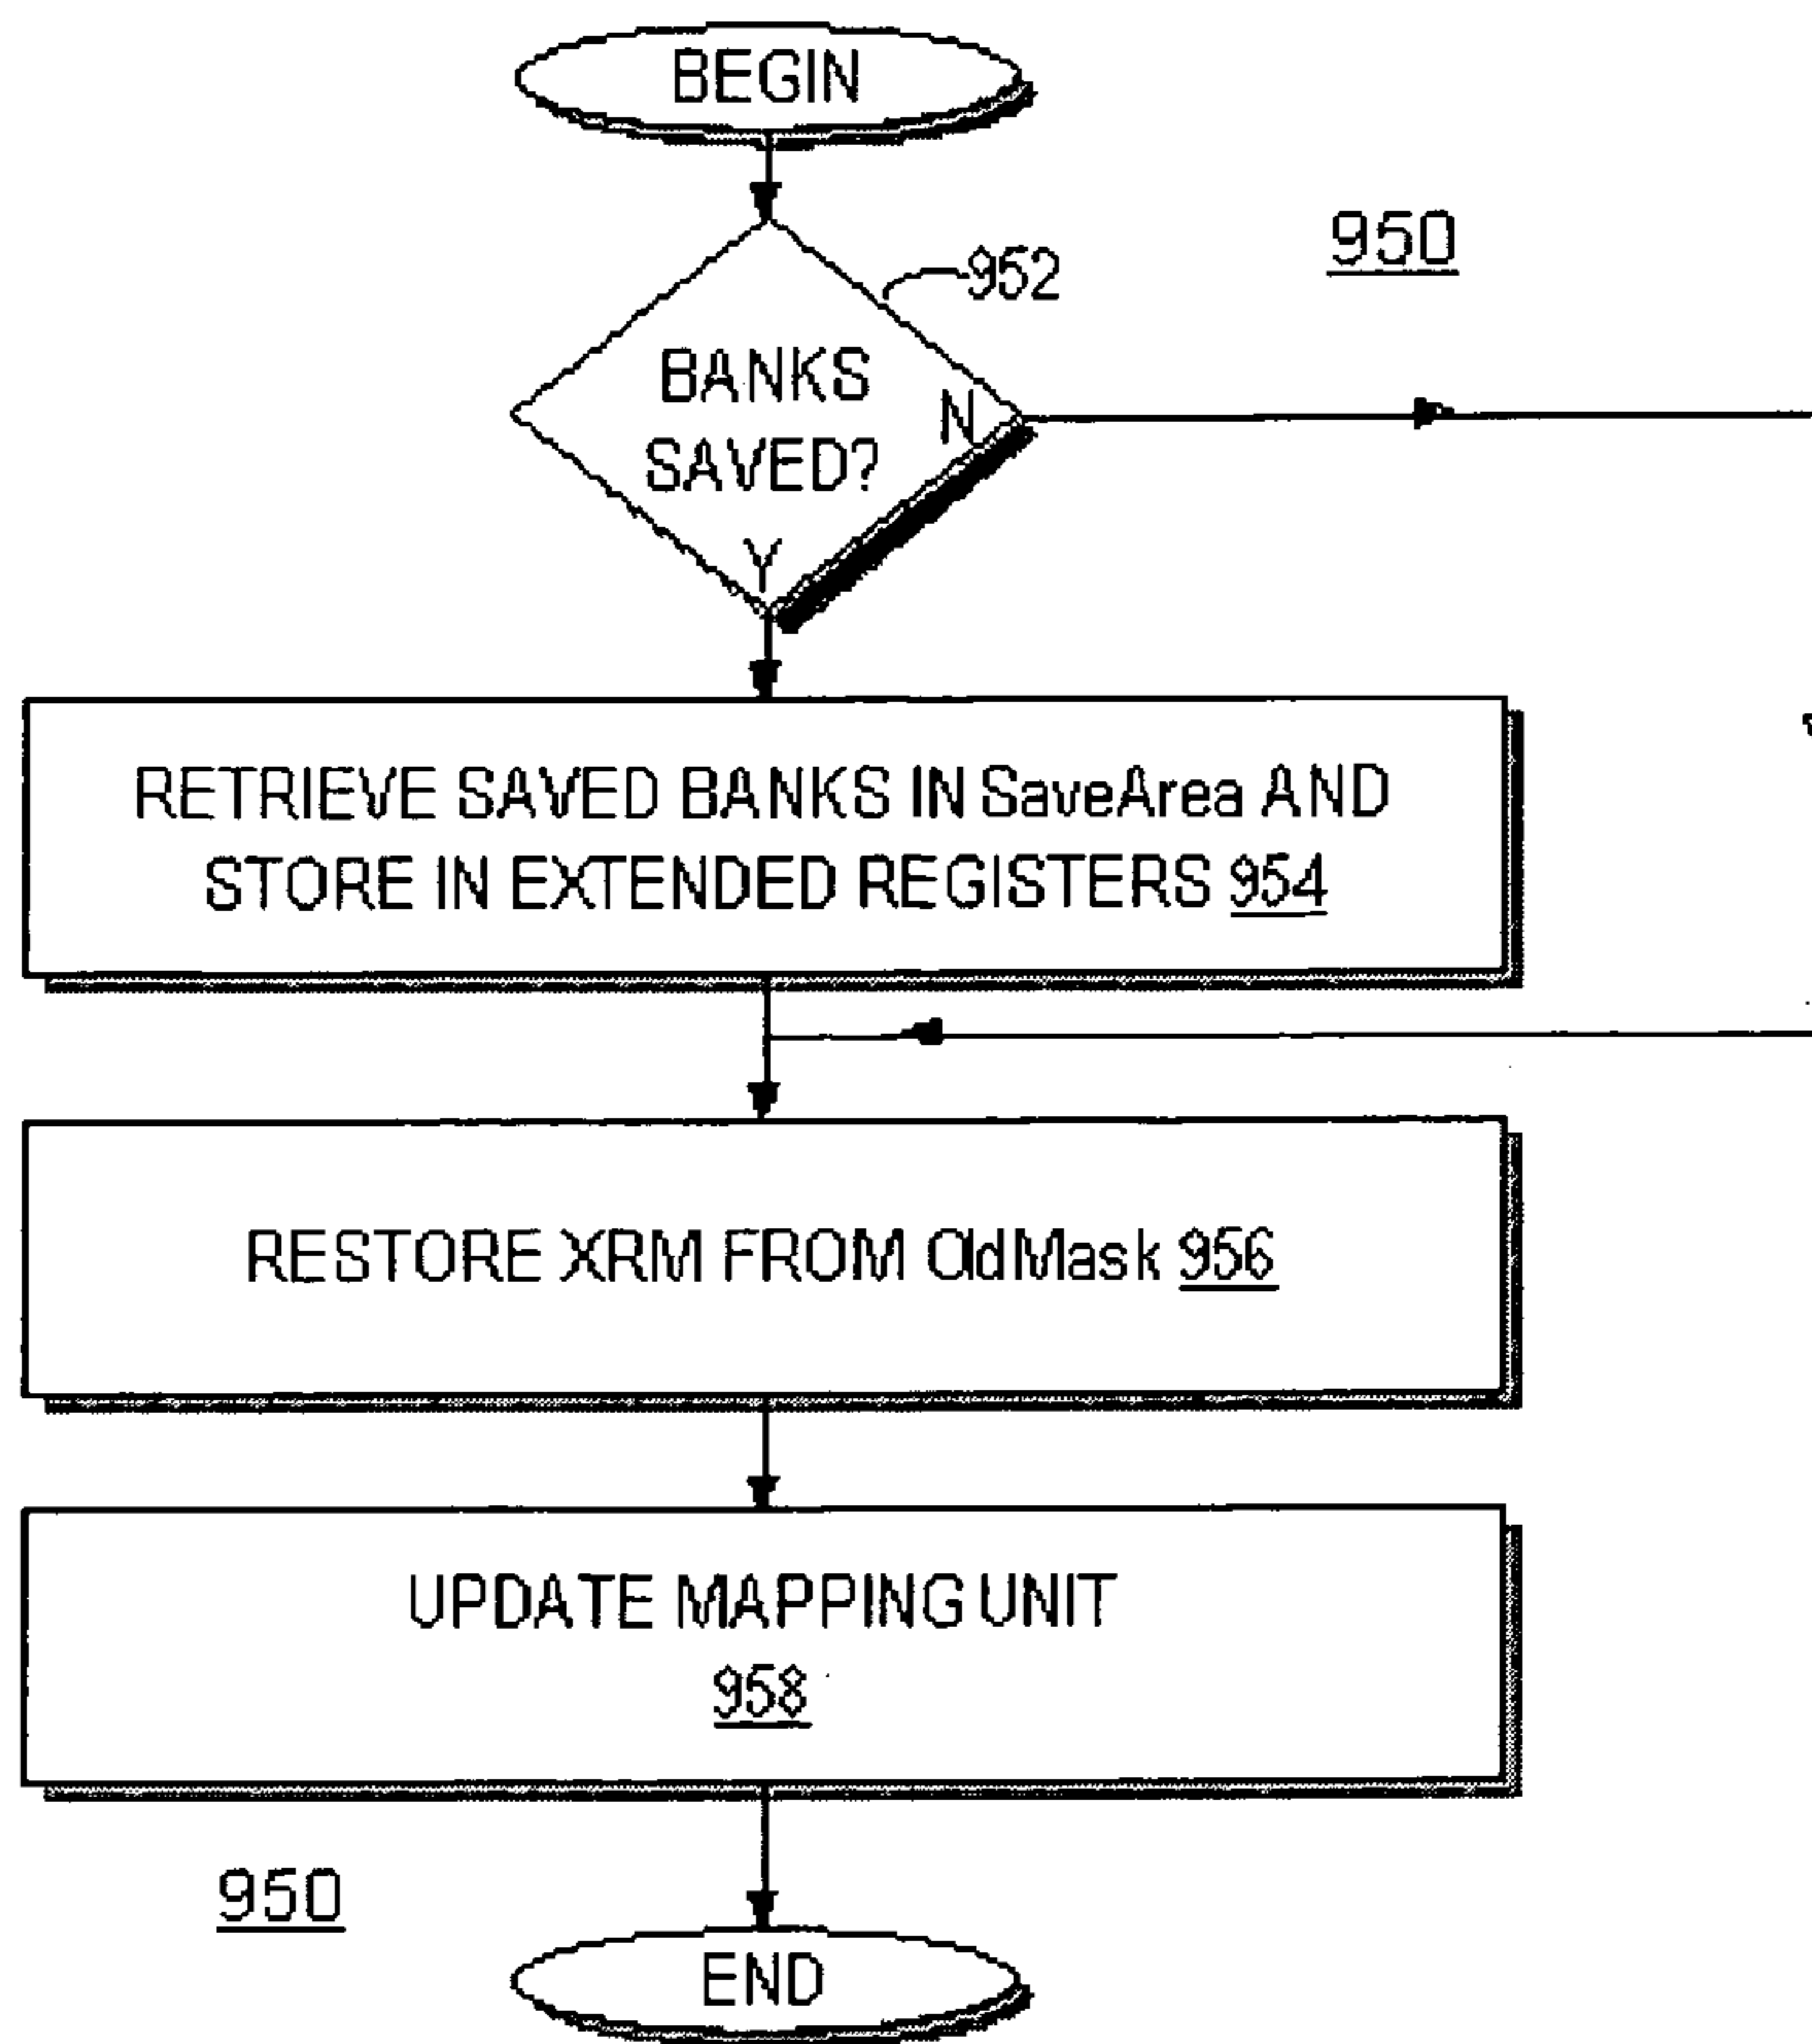 BEGIN
950
952
BANKS
SAVED?
N
Y
RETRIEVE SAVED BANKS IN SaveArea AND
STORE IN EXTENDED REGISTERS 954
RESTORE XRM FROM OldMask 956
UPDATE MAPPING UNIT
958
950
END